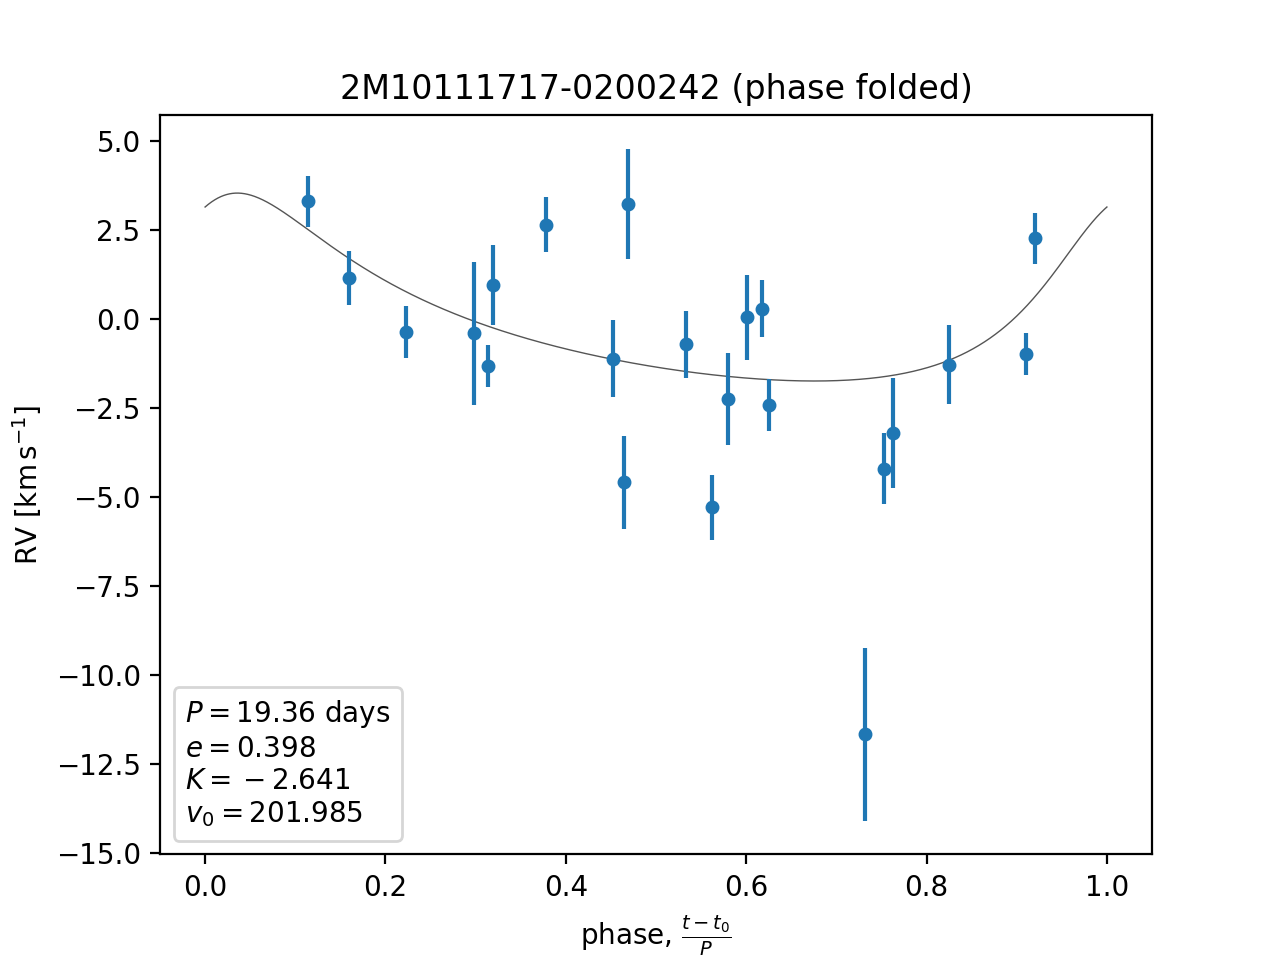 2M10111717-0200242 (phase folded)
5.0
2.5
0.0
−2.5
−5.0
−7.5
−10.0
−12.5
−15.0
RV [km s⁻¹]
P = 19.36 days
e = 0.398
K = −2.641
v₀ = 201.985
0.0 0.2 0.4 0.6 0.8 1.0
phase, (t − t₀)/P